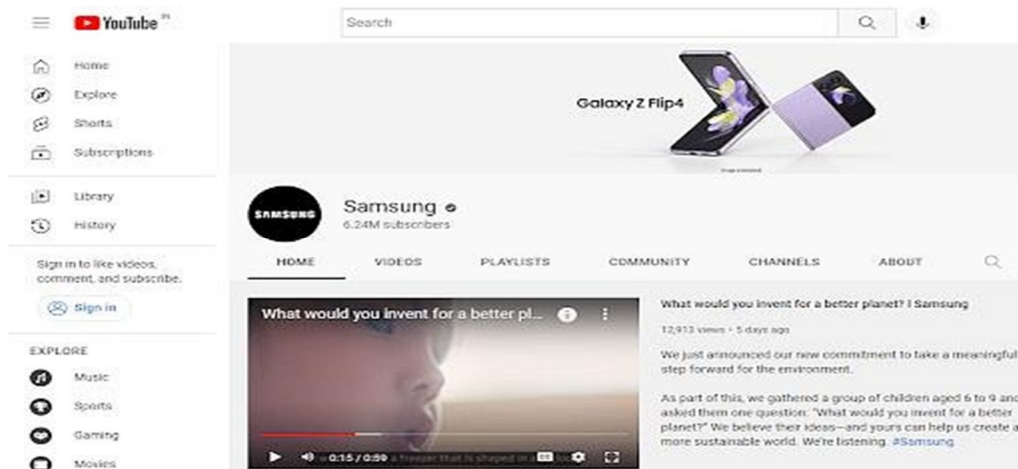 YouTube
Search
Home
Explore
Shorts
Subscriptions
Library
History
Sign in to like videos,
comment, and subscribe.
Sign in
EXPLORE
Music
Sports
Gaming
Movies
Galaxy Z Flip4
SAMSUNG
Samsung
6.24M subscribers
HOME VIDEOS PLAYLISTS COMMUNITY CHANNELS ABOUT
What would you invent for a better pl...
0:15 / 0:59
a freezer that is shaped in a
What would you invent for a better planet? l Samsung
12,913 views • 5 days ago
We just announced our new commitment to take a meaningful
step forward for the environment.
As part of this, we gathered a group of children aged 6 to 9 and
asked them one question: "What would you invent for a better
planet?" We believe their ideas—and yours can help us create a
more sustainable world. We're listening. #Samsung